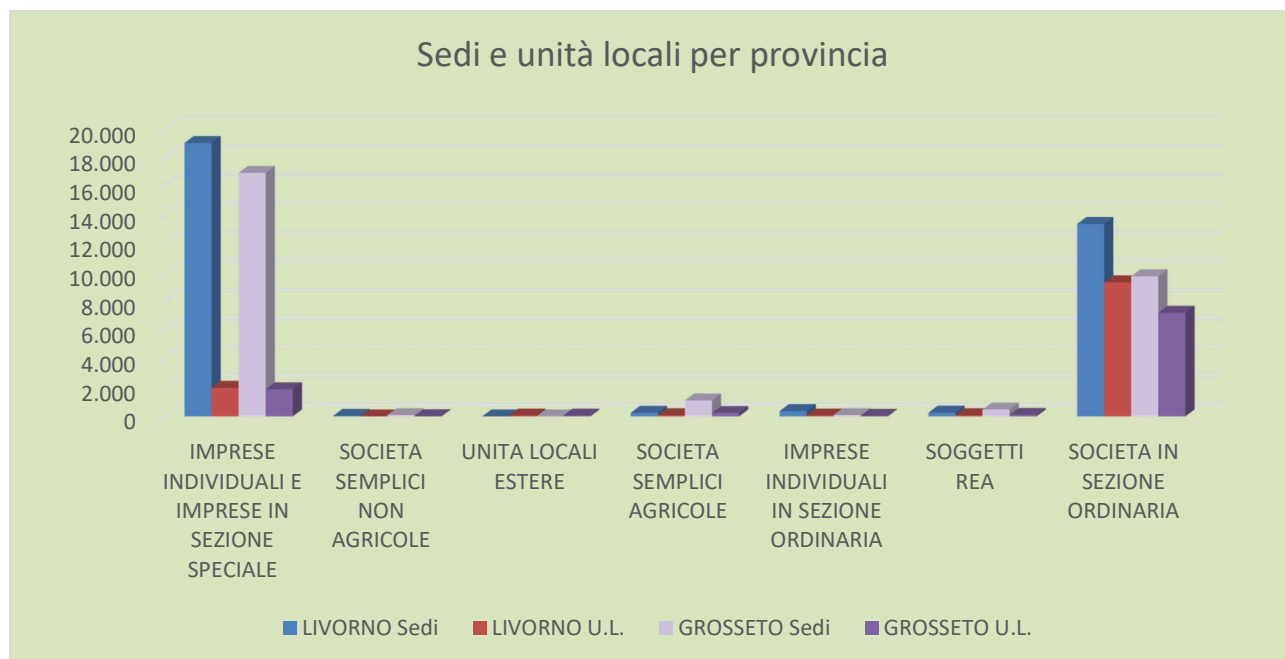 Sedi e unità locali per provincia
20.000
18.000
16.000
14.000
12.000
10.000
8.000
6.000
4.000
2.000
0
IMPRESE
INDIVIDUALI E
IMPRESE IN
SEZIONE
SPECIALE
SOCIETA
SEMPLICI
NON
AGRICOLE
UNITA LOCALI
ESTERE
SOCIETA
SEMPLICI
AGRICOLE
IMPRESE
INDIVIDUALI
IN SEZIONE
ORDINARIA
SOGGETTI
REA
SOCIETA IN
SEZIONE
ORDINARIA
LIVORNO Sedi LIVORNO U.L. GROSSETO Sedi GROSSETO U.L.